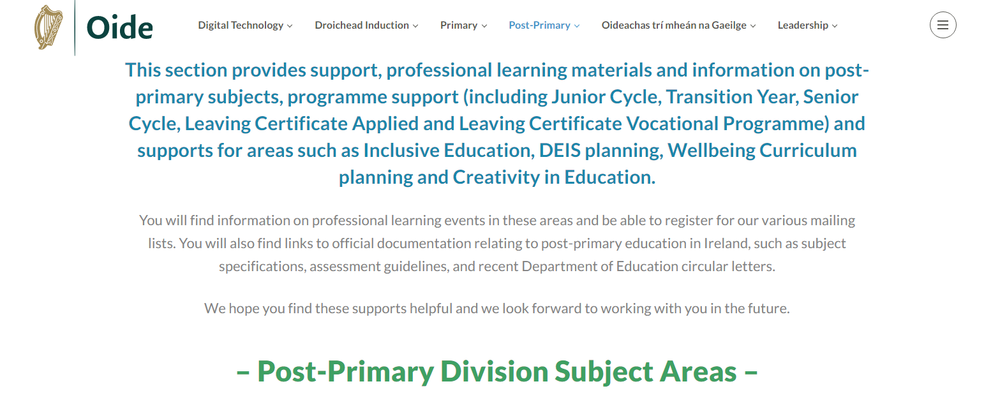 Oide
Digital Technology
Droichead Induction
Primary
Post-Primary
Oideachas trí mheán na Gaeilge
Leadership
This section provides support, professional learning materials and information on post-
primary subjects, programme support (including Junior Cycle, Transition Year, Senior
Cycle, Leaving Certificate Applied and Leaving Certificate Vocational Programme) and
supports for areas such as Inclusive Education, DEIS planning, Wellbeing Curriculum
planning and Creativity in Education.
You will find information on professional learning events in these areas and be able to register for our various mailing
lists. You will also find links to official documentation relating to post-primary education in Ireland, such as subject
specifications, assessment guidelines, and recent Department of Education circular letters.
We hope you find these supports helpful and we look forward to working with you in the future.
– Post-Primary Division Subject Areas –